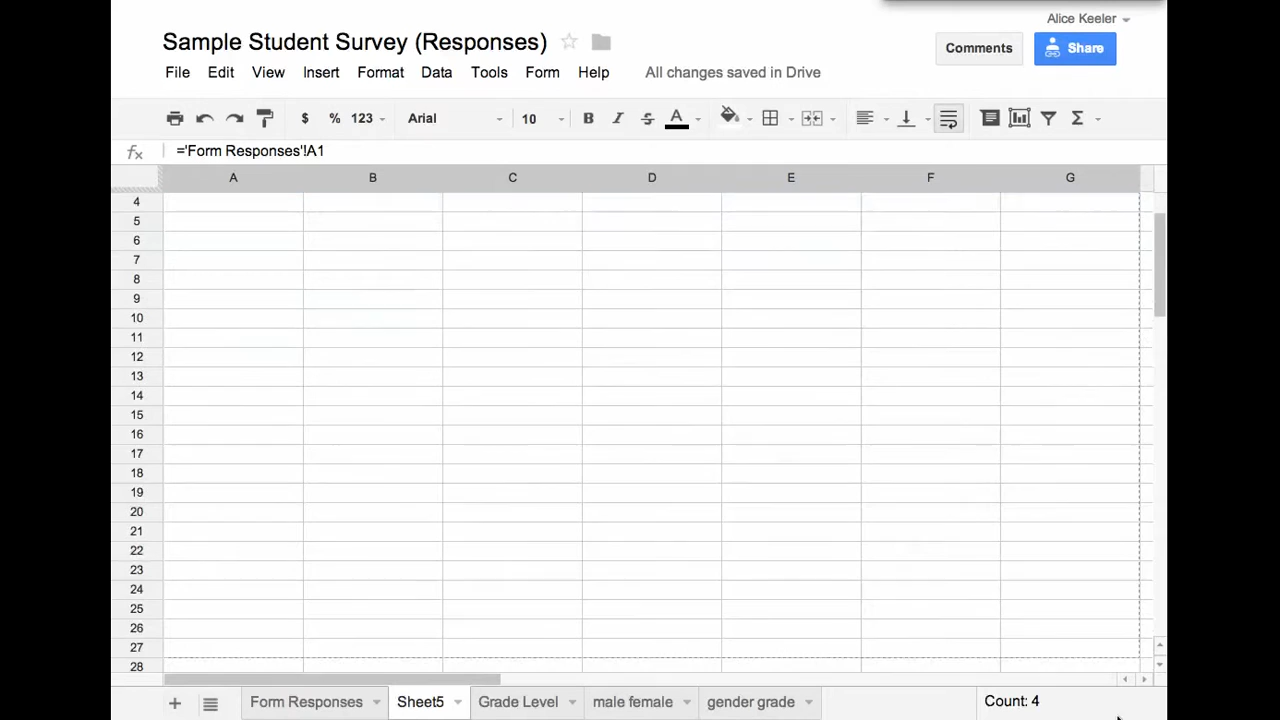 Alice Keeler
Sample Student Survey (Responses)
Comments
Share
File Edit View Insert Format Data Tools Form Help All changes saved in Drive
$ % 123 Arial 10 B I S A Σ
fx ='Form Responses'!A1
A B C D E F G
4
5
6
7
8
9
10
11
12
13
14
15
16
17
18
19
20
21
22
23
24
25
26
27
28
+ Form Responses Sheet5 Grade Level male female gender grade Count: 4